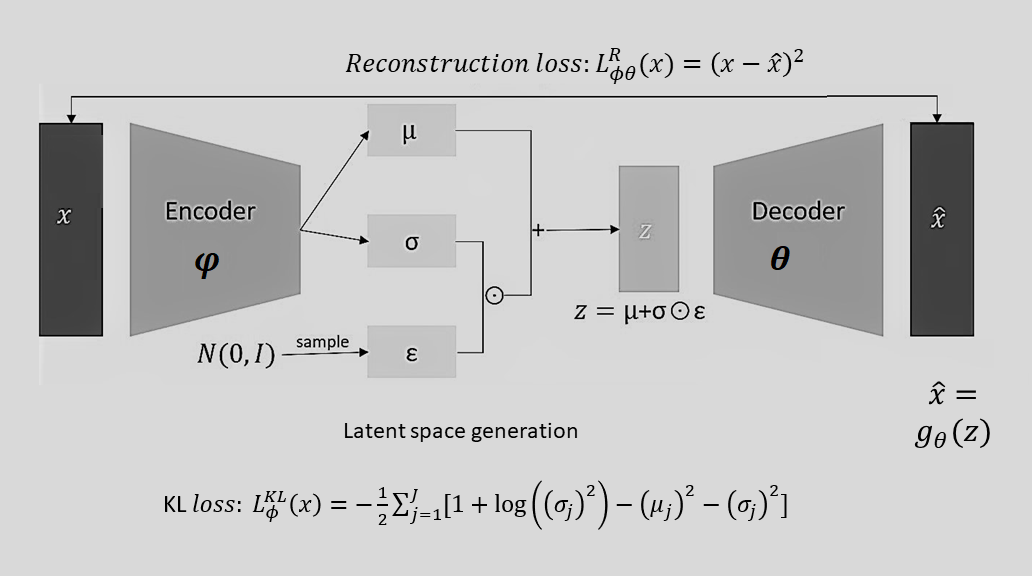 Reconstruction loss: L^R_ϕθ(x) = (x − x̂)²
x
Encoder
φ
μ
σ
ε
N(0, I)
sample
⊙
+
z
z = μ+σ⊙ε
Decoder
θ
x̂
x̂ =
g_θ(z)
Latent space generation
KL loss: L^KL_ϕ(x) = −½∑^J_j=1[1 + log((σ_j)²) − (μ_j)² − (σ_j)²]